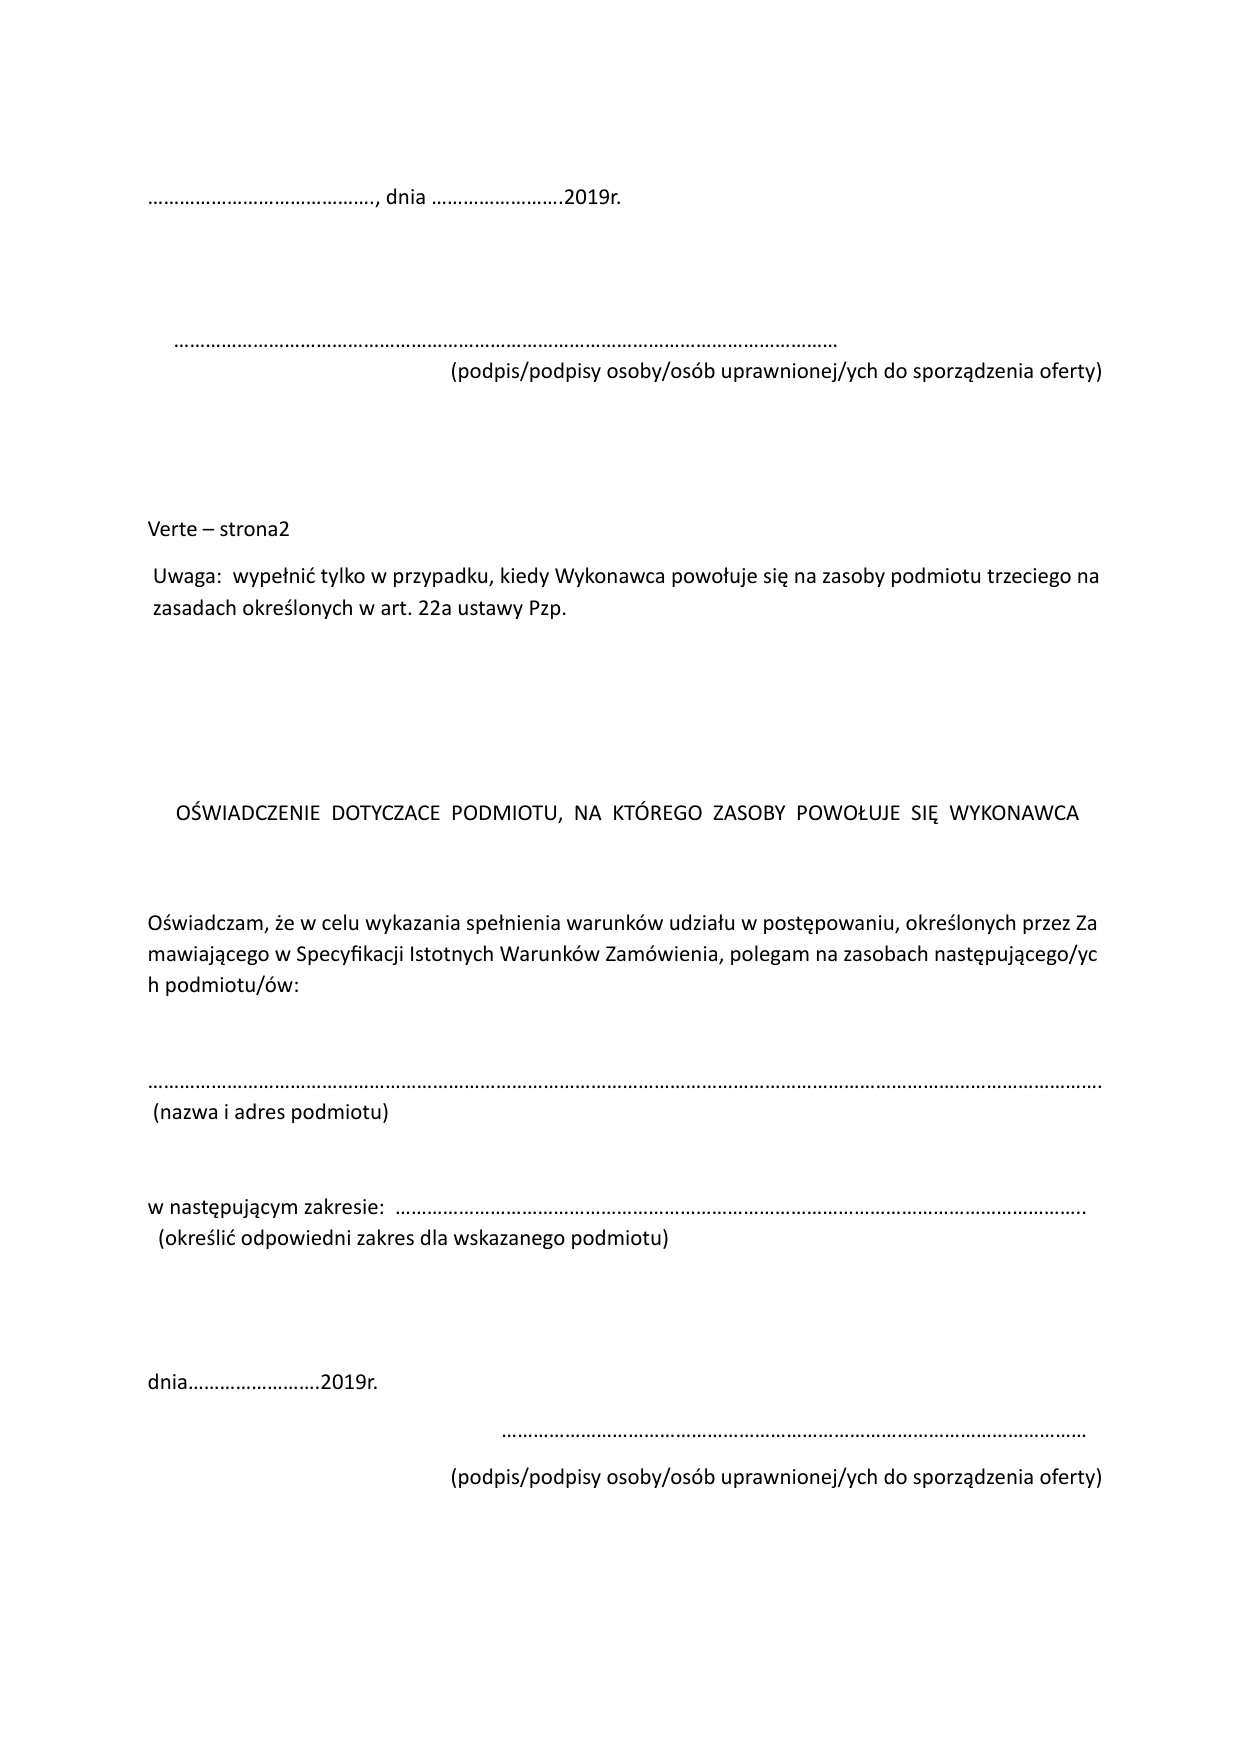 ……………………………………., dnia …………………….2019r.
………………………………………………………………………………………………………………
(podpis/podpisy osoby/osób uprawnionej/ych do sporządzenia oferty)
Verte – strona2
Uwaga:  wypełnić tylko w przypadku, kiedy Wykonawca powołuje się na zasoby podmiotu trzeciego na
zasadach określonych w art. 22a ustawy Pzp.
OŚWIADCZENIE DOTYCZACE PODMIOTU, NA KTÓREGO ZASOBY POWOŁUJE SIĘ WYKONAWCA
Oświadczam, że w celu wykazania spełnienia warunków udziału w postępowaniu, określonych przez Za
mawiającego w Specyfikacji Istotnych Warunków Zamówienia, polegam na zasobach następującego/yc
h podmiotu/ów:
……………………………………………………………………………………………………………………………………………………………….
(nazwa i adres podmiotu)
w następującym zakresie:  …………………………………………………………………………………………………………………..
(określić odpowiedni zakres dla wskazanego podmiotu)
dnia…………………….2019r.
…………………………………………………………………………………………………
(podpis/podpisy osoby/osób uprawnionej/ych do sporządzenia oferty)